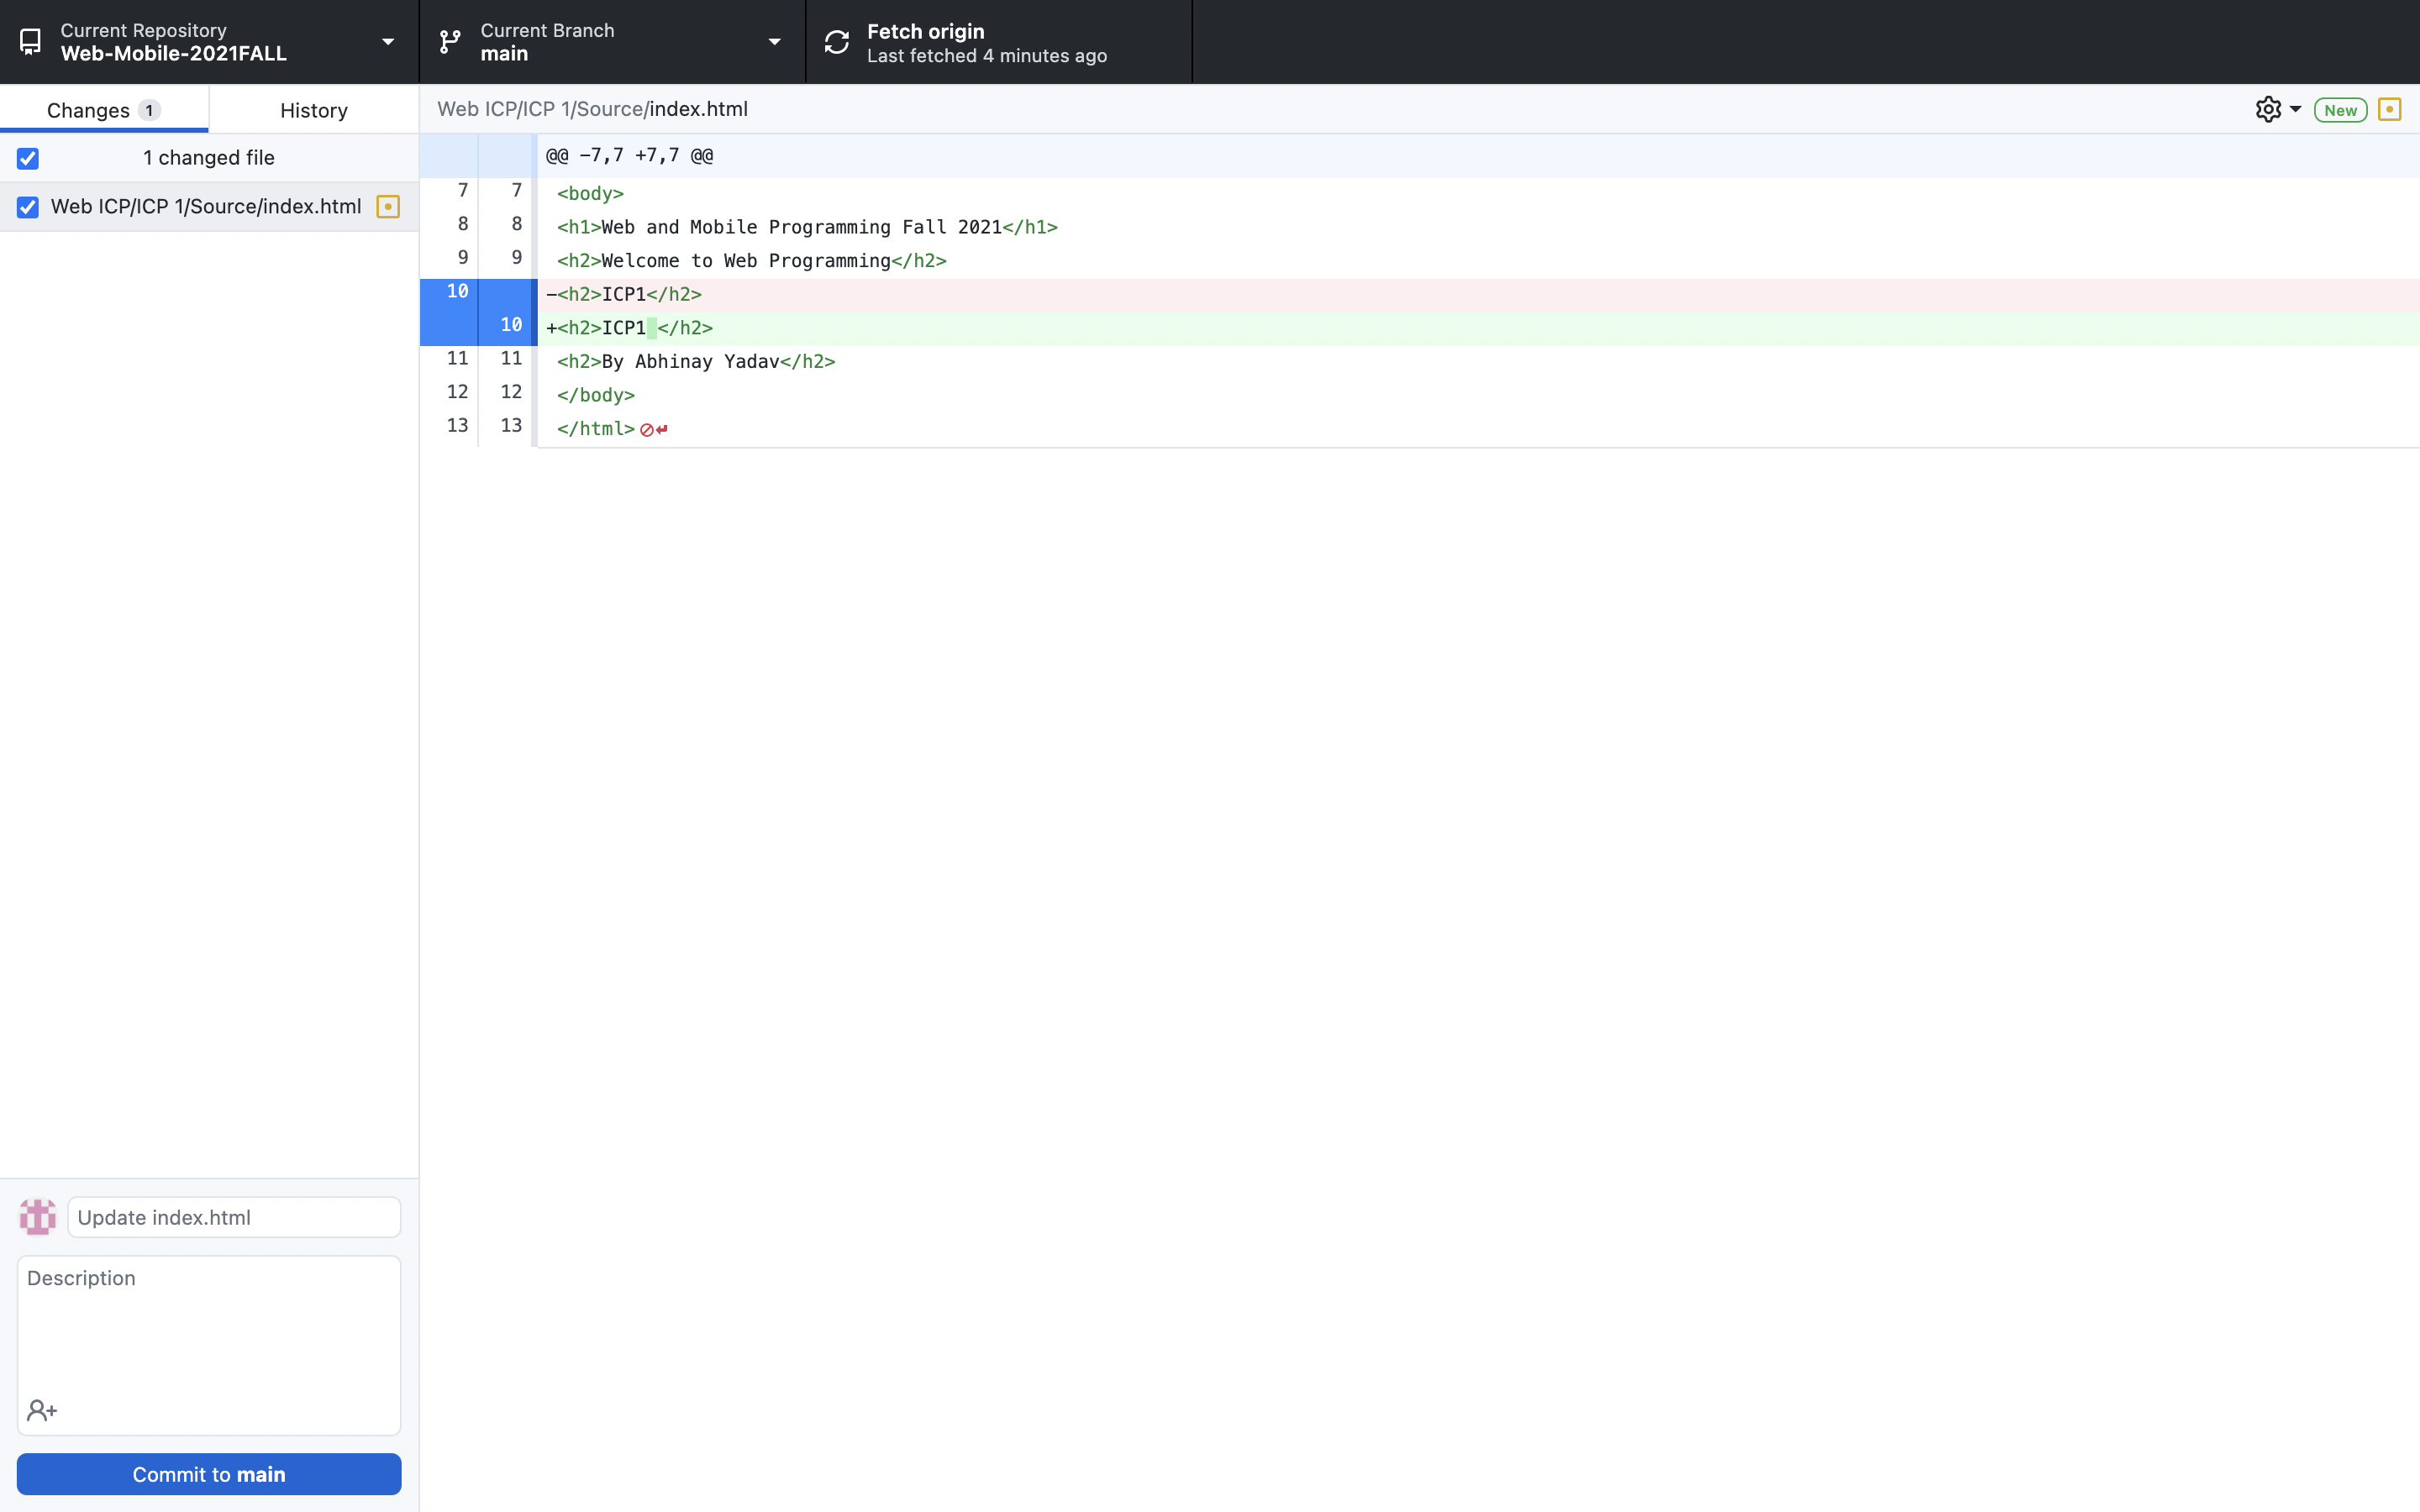 Current Repository
Web-Mobile-2021FALL
Current Branch
main
Fetch origin
Last fetched 4 minutes ago
Changes 1
History
Web ICP/ICP 1/Source/index.html
New
1 changed file
Web ICP/ICP 1/Source/index.html
@@ -7,7 +7,7 @@
7 7 <body>
8 8 <h1>Web and Mobile Programming Fall 2021</h1>
9 9 <h2>Welcome to Web Programming</h2>
10 -<h2>ICP1</h2>
10 +<h2>ICP1 </h2>
11 11 <h2>By Abhinay Yadav</h2>
12 12 </body>
13 13 </html>
Update index.html
Description
Commit to main